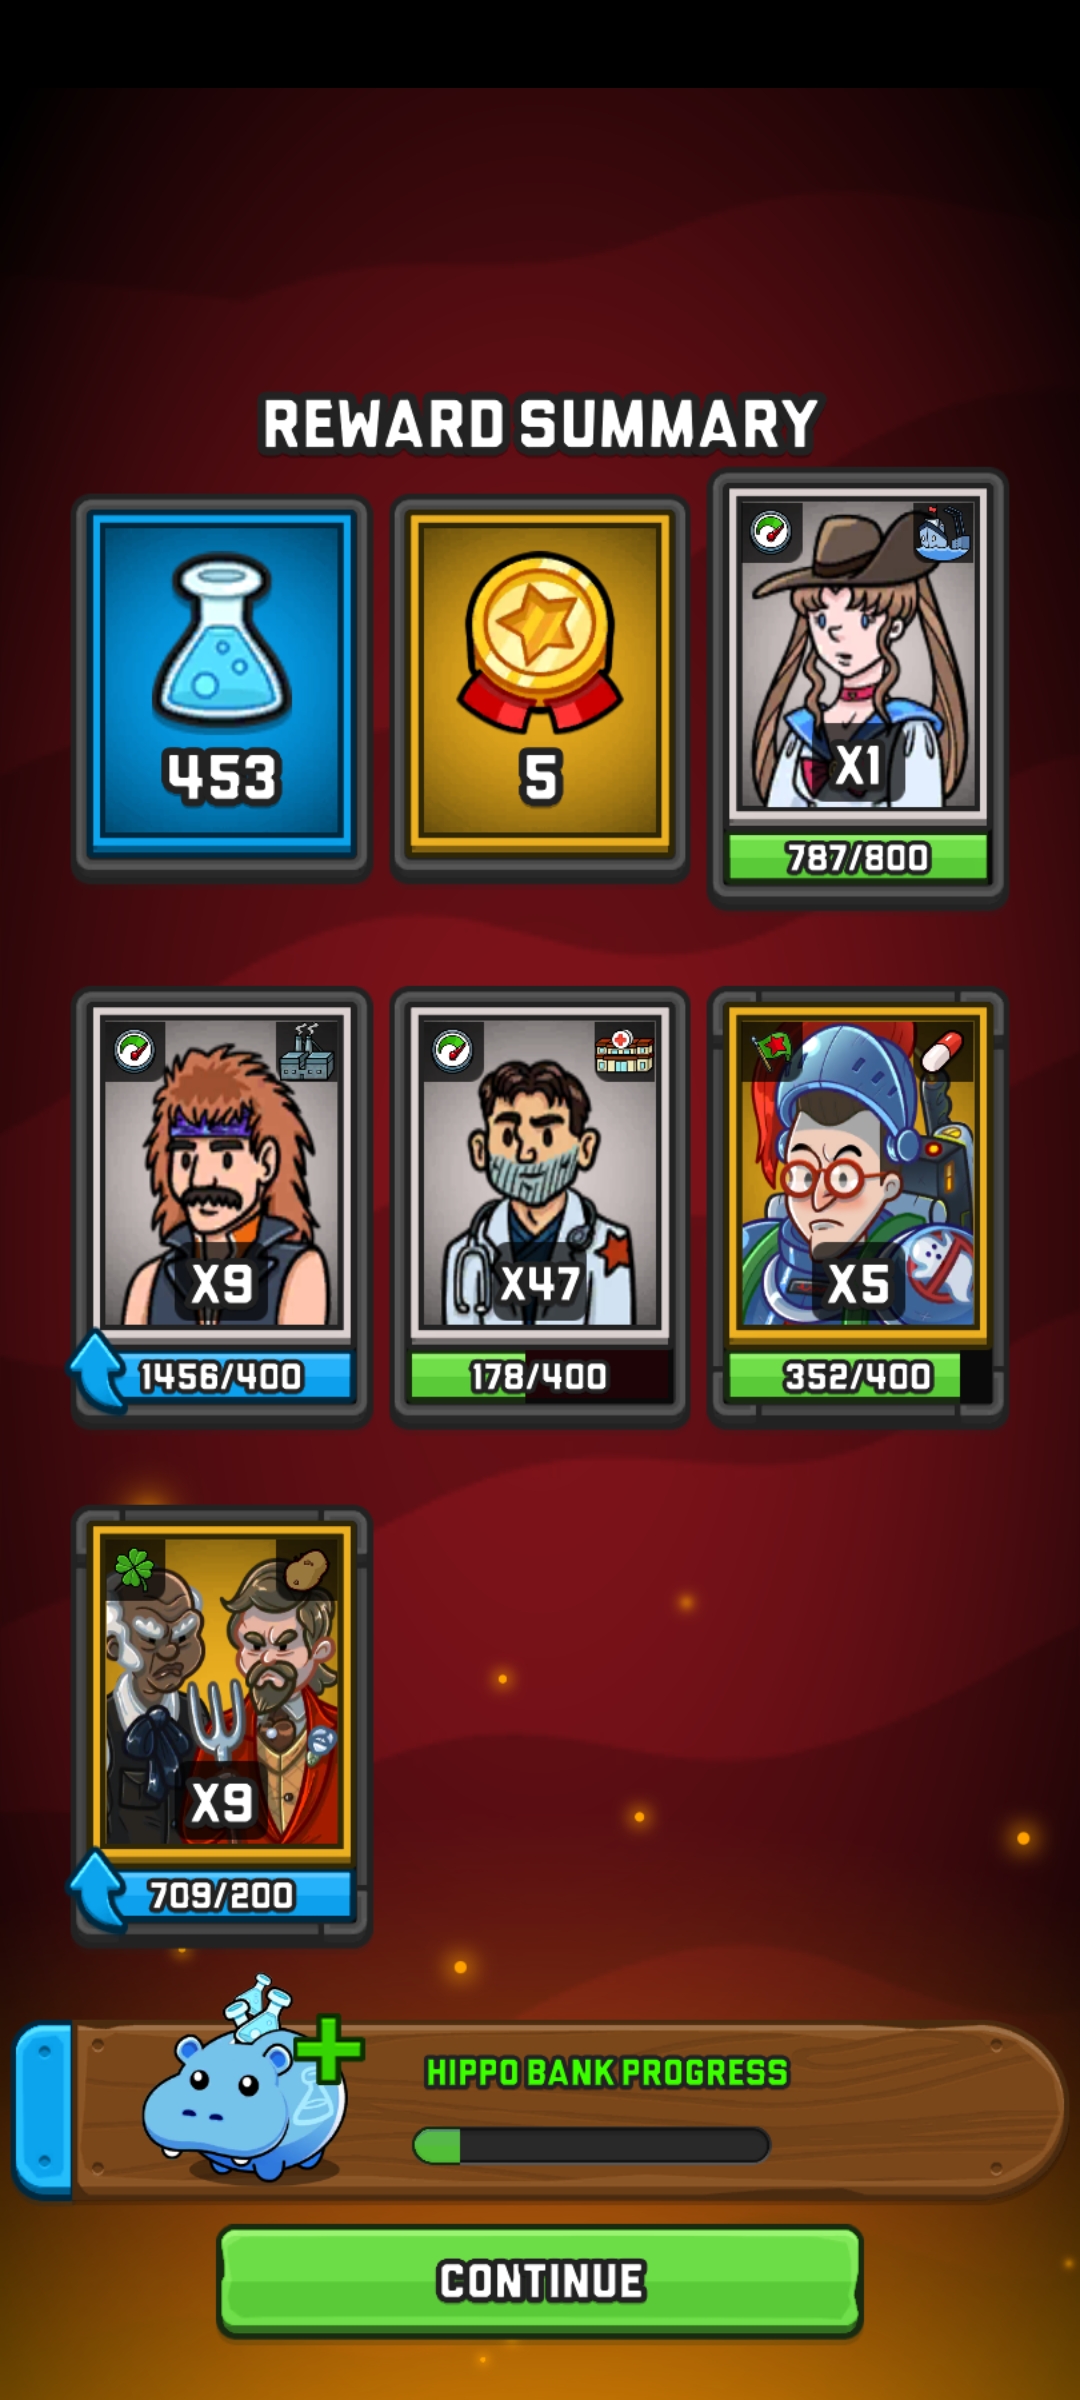 REWARD SUMMARY
453
5
X1
787/800
X9
1456/400
X47
178/400
X5
352/400
X9
709/200
HIPPO BANK PROGRESS
CONTINUE